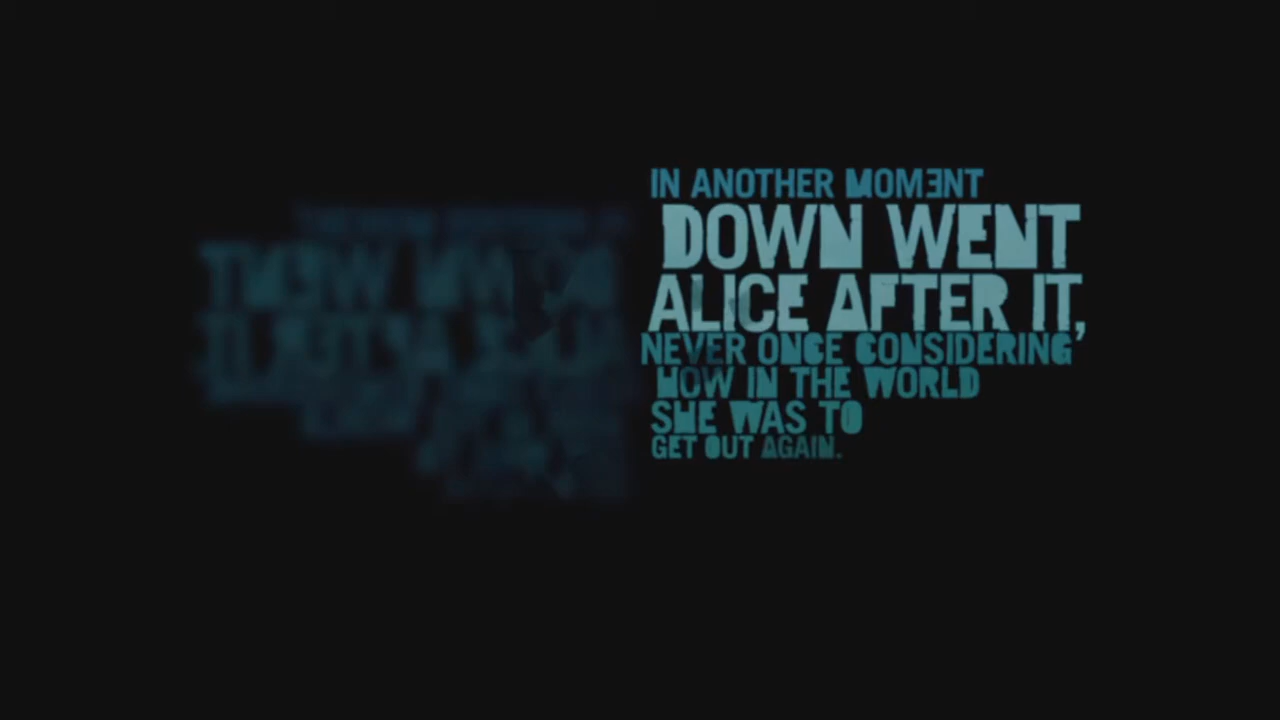 IN ANOTHER MOMENT
DOWN WENT
ALICE AFTER IT,
NEVER ONCE CONSIDERING
HOW IN THE WORLD
SHE WAS TO
GET OUT AGAIN.